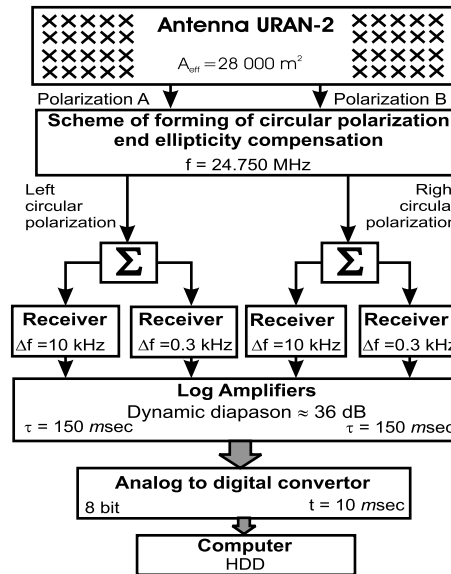 Antenna URAN-2
A_eff = 28 000 m²
Polarization A
Polarization B
Scheme of forming of circular polarization
end ellipticity compensation
f = 24.750 MHz
Left
circular
polarization
Righ
circula
polarization
Σ
Σ
Receiver
Δf = 10 kHz
Receiver
Δf = 0.3 kHz
Receiver
Δf = 10 kHz
Receiver
Δf = 0.3 kHz
Log Amplifiers
Dynamic diapason ≈ 36 dB
τ = 150 msec
τ = 150 msec
Analog to digital convertor
8 bit
t = 10 msec
Computer
HDD